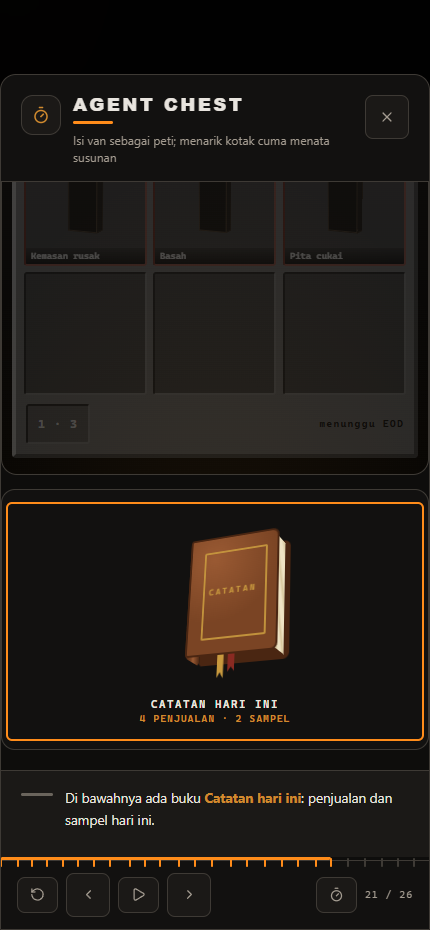 AGENT CHEST
Isi van sebagai peti; menarik kotak cuma menata
susunan
Kemasan rusak
Basah
Pita cukai
1 · 3
menunggu EOD
CATATAN
CATATAN HARI INI
4 PENJUALAN · 2 SAMPEL
Di bawahnya ada buku Catatan hari ini: penjualan dan
sampel hari ini.
21 / 26